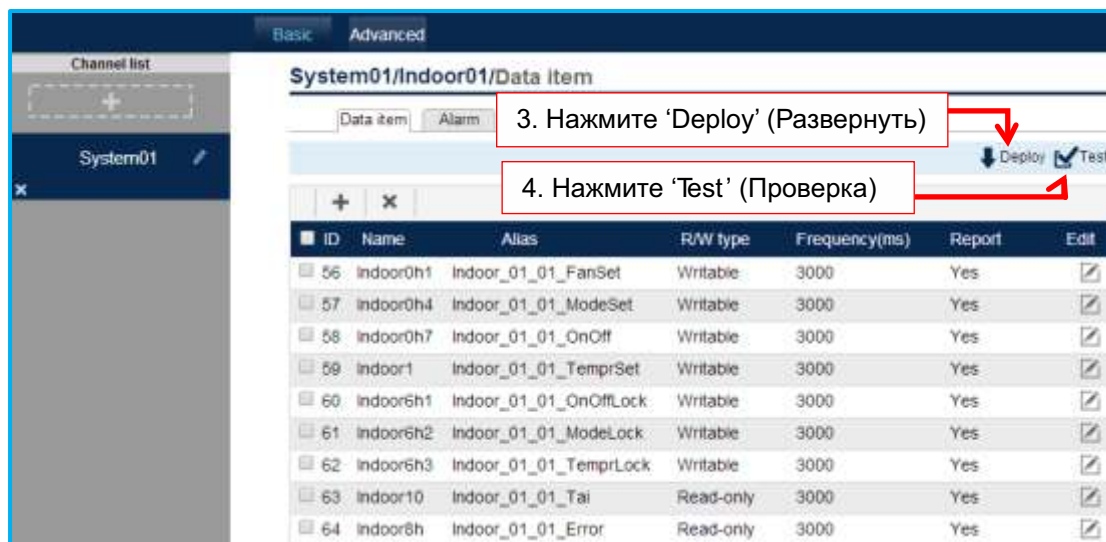 Basic Advanced
Channel list
System01/Indoor01/Data item
+
Data item Alarm
3. Нажмите ‘Deploy’ (Развернуть)
System01
Deploy Test
4. Нажмите ‘Test’ (Проверка)
ID Name Alias R/W type Frequency(ms) Report Edit
56 Indoor0h1 Indoor_01_01_FanSet Writable 3000 Yes
57 Indoor0h4 Indoor_01_01_ModeSet Writable 3000 Yes
58 Indoor0h7 Indoor_01_01_OnOff Writable 3000 Yes
59 Indoor1 Indoor_01_01_TemprSet Writable 3000 Yes
60 Indoor6h1 Indoor_01_01_OnOffLock Writable 3000 Yes
61 Indoor6h2 Indoor_01_01_ModeLock Writable 3000 Yes
62 Indoor6h3 Indoor_01_01_TemprLock Writable 3000 Yes
63 Indoor10 Indoor_01_01_Tai Read-only 3000 Yes
64 Indoor8h Indoor_01_01_Error Read-only 3000 Yes